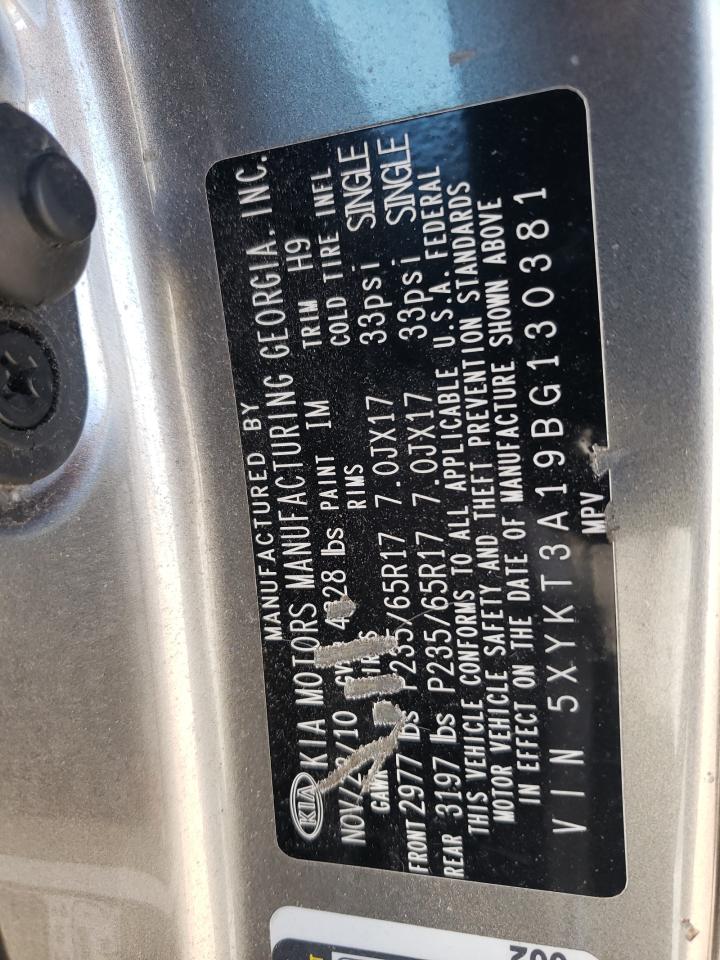 MANUFACTURED BY
KIA KIA MOTORS MANUFACTURING GEORGIA, INC.
NOV/ /10 lbs PAINT IM TRIM H9
RIMS COLD TIRE INFL
FRONT 2977 lbs P235/65R17 7.0JX17 33psi SINGLE
REAR 3197 lbs P235/65R17 7.0JX17 33psi SINGLE
THIS VEHICLE CONFORMS TO ALL APPLICABLE U.S.A. FEDERAL
MOTOR VEHICLE SAFETY AND THEFT PREVENTION STANDARDS
IN EFFECT ON THE DATE OF MANUFACTURE SHOWN ABOVE
VIN 5XYKT3A19BG130381
MPV